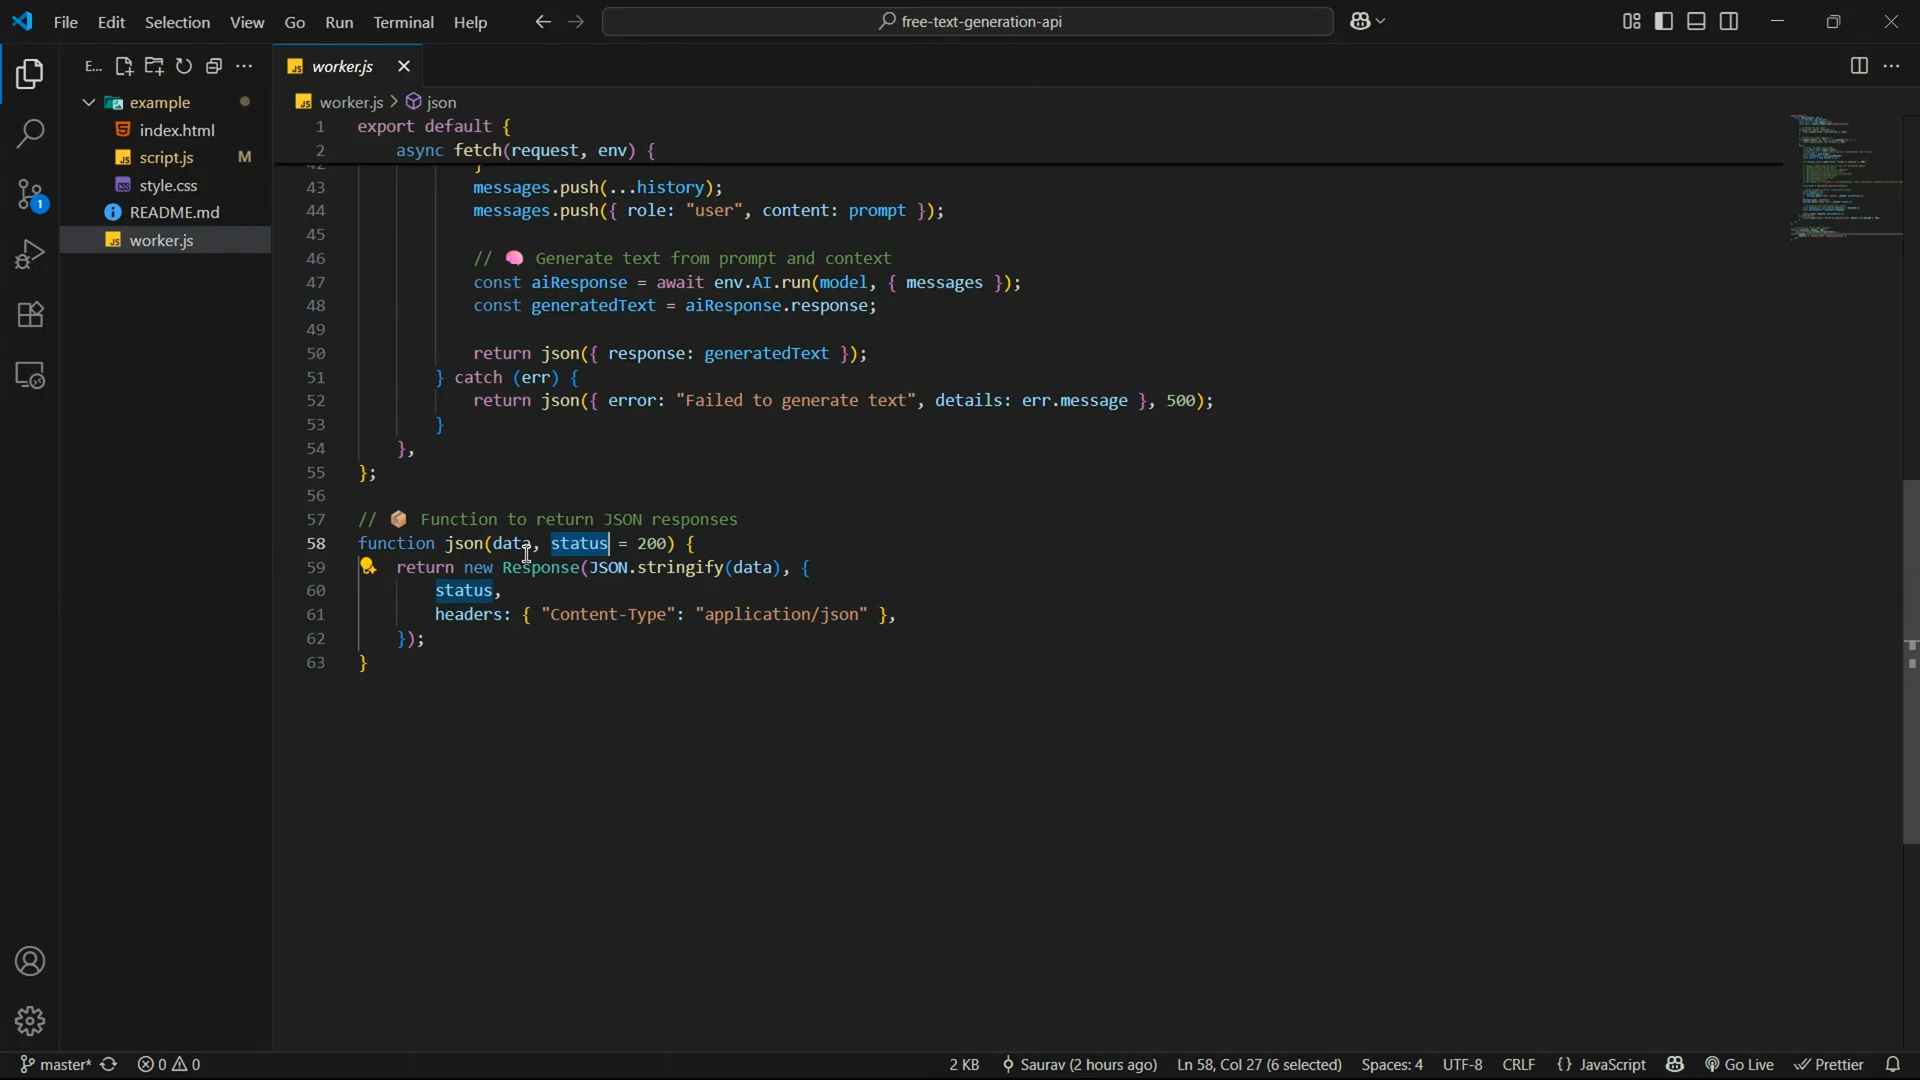 File Edit Selection View Go Run Terminal Help
free-text-generation-api
E...
example
index.html
script.js M
style.css
README.md
worker.js
1
worker.js
worker.js > json
1 export default {
2 async fetch(request, env) {
42 }
43 messages.push(...history);
44 messages.push({ role: "user", content: prompt });
45
46 // 🧠 Generate text from prompt and context
47 const aiResponse = await env.AI.run(model, { messages });
48 const generatedText = aiResponse.response;
49
50 return json({ response: generatedText });
51 } catch (err) {
52 return json({ error: "Failed to generate text", details: err.message }, 500);
53 }
54 },
55 };
56
57 // 📦 Function to return JSON responses
58 function json(data, status = 200) {
59 return new Response(JSON.stringify(data), {
60 status,
61 headers: { "Content-Type": "application/json" },
62 });
63 }
master* 0 0 2 KB Saurav (2 hours ago) Ln 58, Col 27 (6 selected) Spaces: 4 UTF-8 CRLF {} JavaScript Go Live Prettier